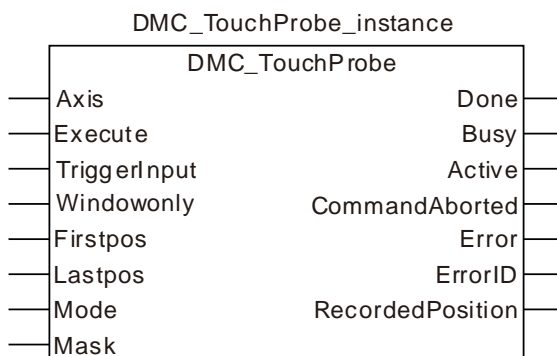 DMC_TouchProbe_instance
DMC_TouchProbe
Axis Done
Execute Busy
TriggerInput Active
Windowonly CommandAborted
Firstpos Error
Lastpos ErrorID
Mode RecordedPosition
Mask